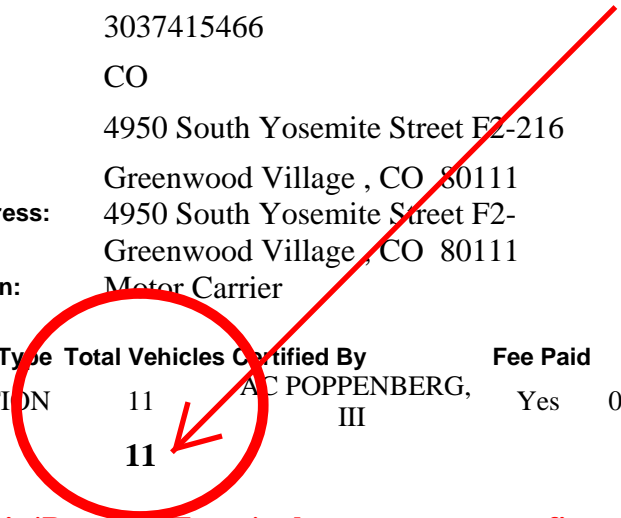 3037415466
CO
4950 South Yosemite Street F2-216
Greenwood Village , CO 80111
ress: 4950 South Yosemite Street F2-
Greenwood Village , CO 80111
n: Motor Carrier
Type Total Vehicles Certified By Fee Paid
TION 11 AC POPPENBERG, III Yes 0
11